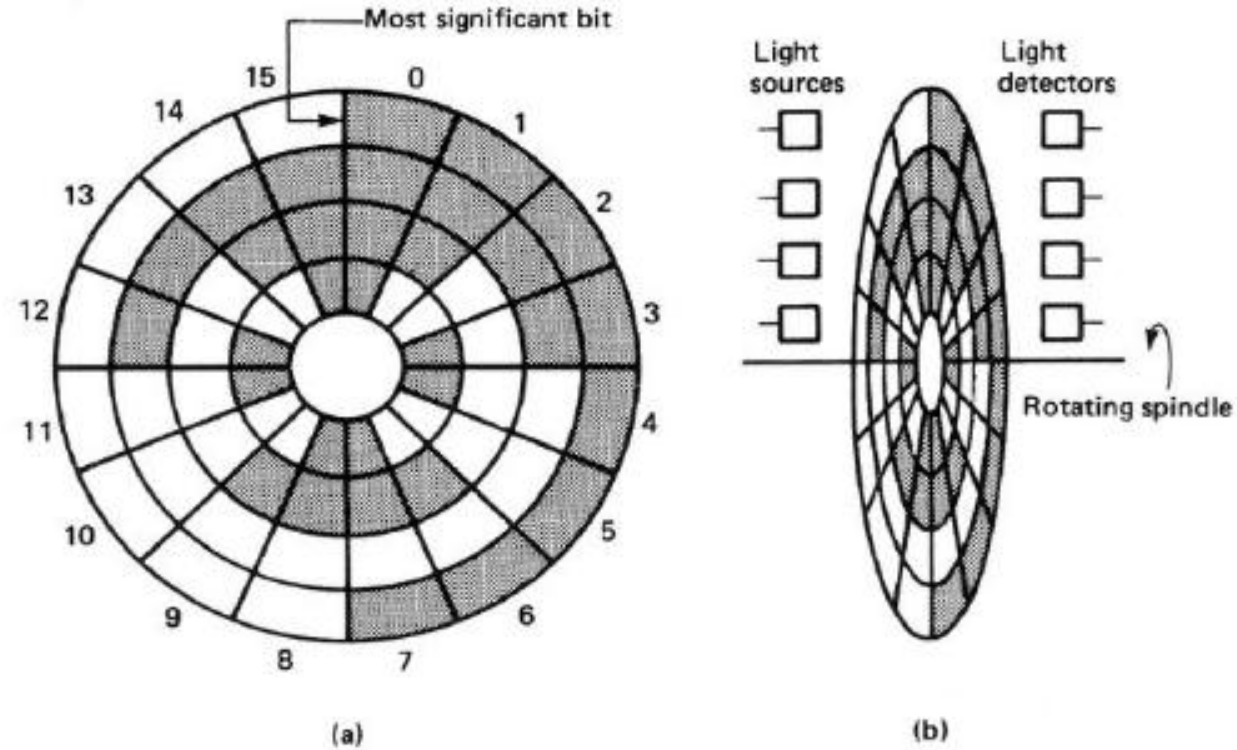 Most significant bit
0
1
2
3
4
5
6
7
8
9
10
11
12
13
14
15
(a)
Light
sources
Light
detectors
Rotating spindle
(b)